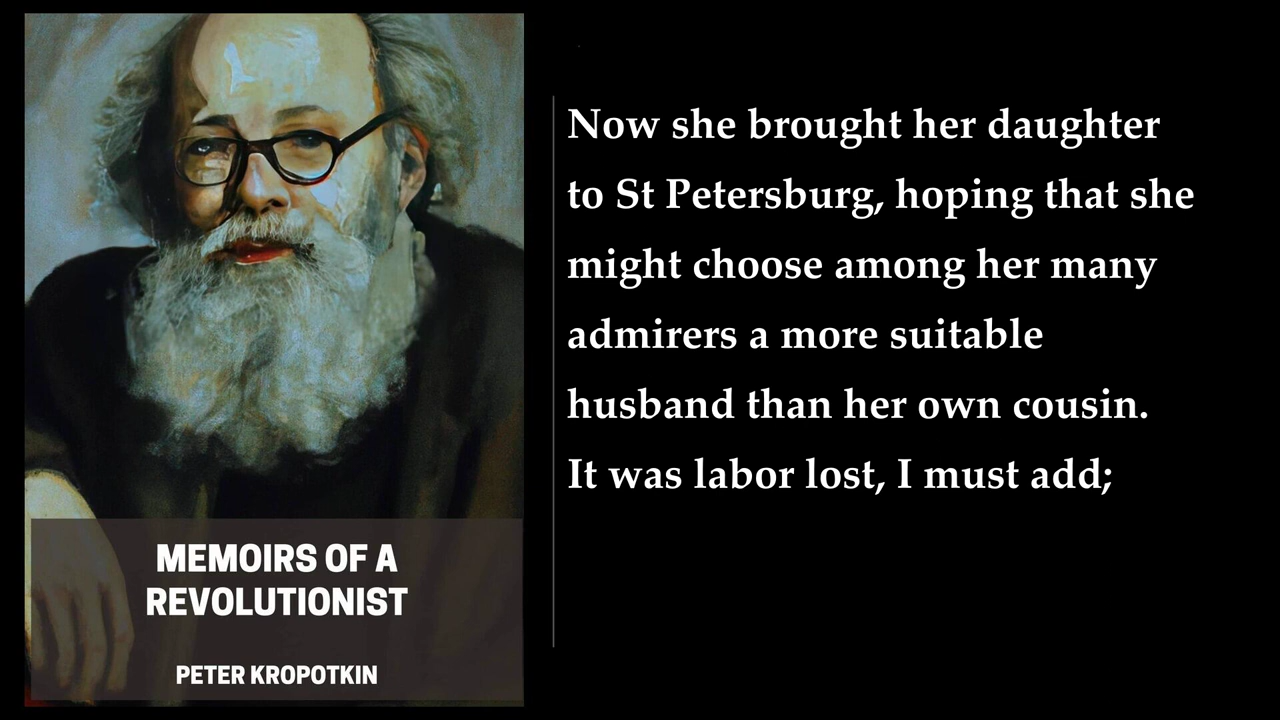 Now she brought her daughter
to St Petersburg, hoping that she
might choose among her many
admirers a more suitable
husband than her own cousin.
It was labor lost, I must add;
MEMOIRS OF A
REVOLUTIONIST
PETER KROPOTKIN